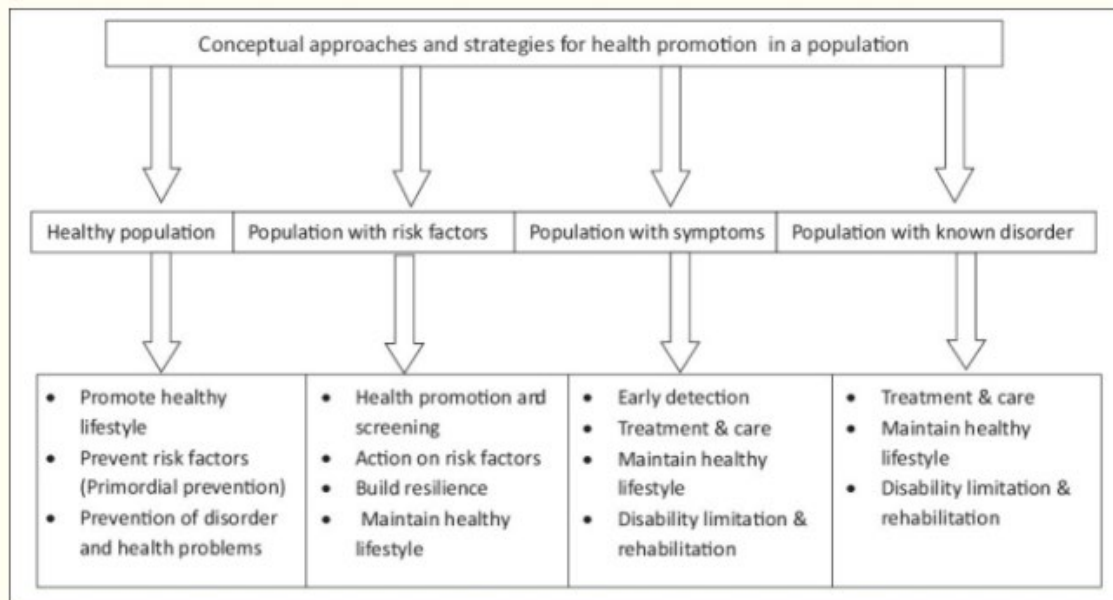 Conceptual approaches and strategies for health promotion in a population
Healthy population
Population with risk factors
Population with symptoms
Population with known disorder
• Promote healthy
lifestyle
• Prevent risk factors
(Primordial prevention)
• Prevention of disorder
and health problems
• Health promotion and
screening
• Action on risk factors
• Build resilience
• Maintain healthy
lifestyle
• Early detection
• Treatment & care
• Maintain healthy
lifestyle
• Disability limitation &
rehabilitation
• Treatment & care
• Maintain healthy
lifestyle
• Disability limitation &
rehabilitation